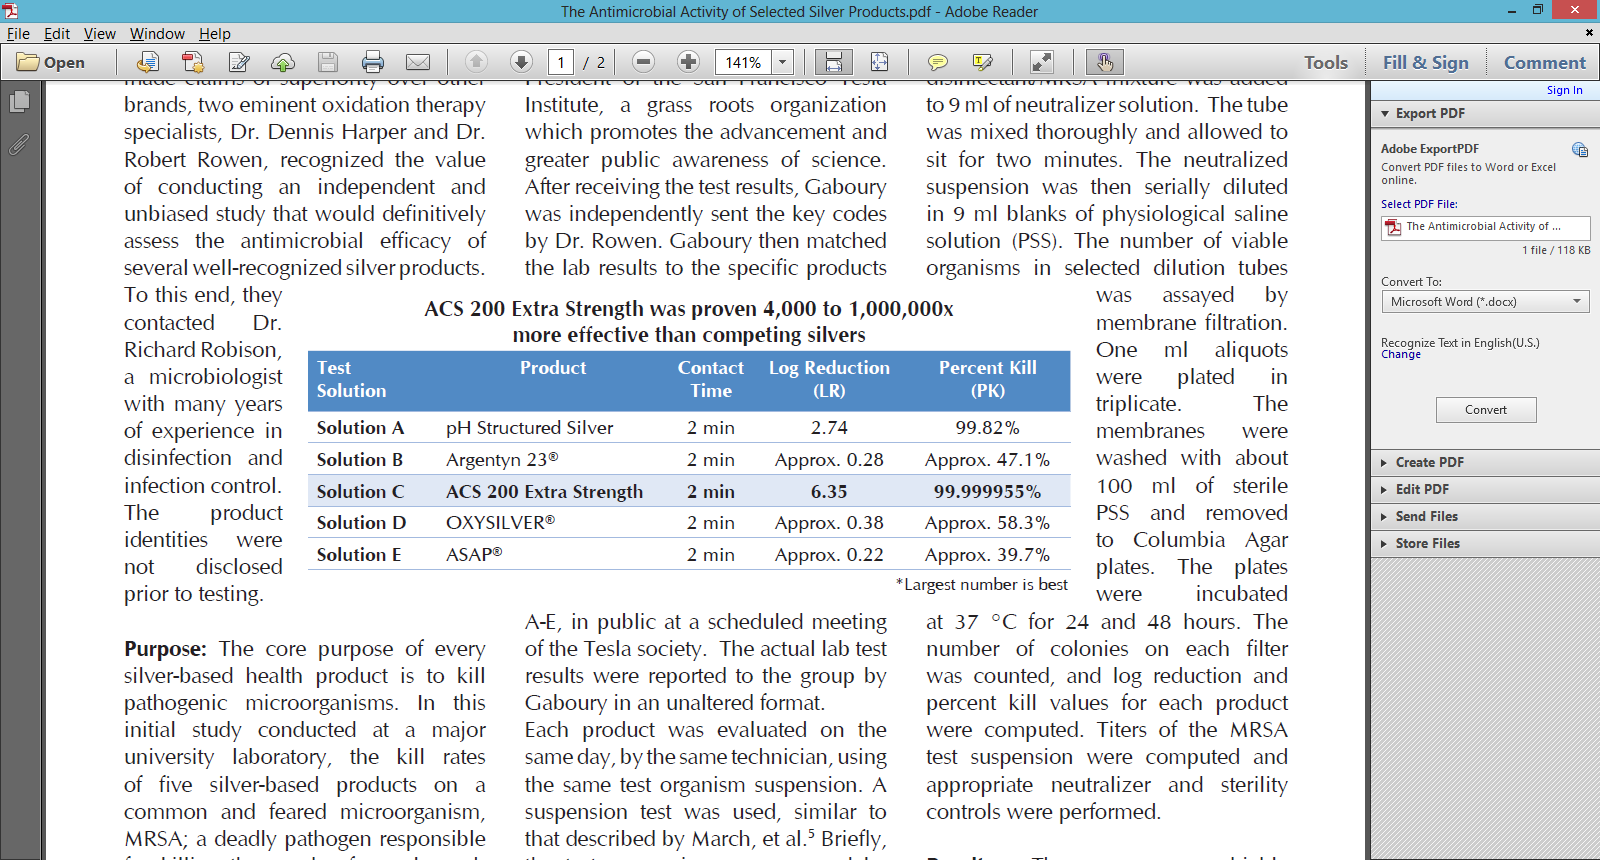 The Antimicrobial Activity of Selected Silver Products.pdf - Adobe Reader
File Edit View Window Help
Open
1 / 2
141%
Tools
Fill & Sign
Comment
brands, two eminent oxidation therapy
specialists, Dr. Dennis Harper and Dr.
Robert Rowen, recognized the value
of conducting an independent and
unbiased study that would definitively
assess the antimicrobial efficacy of
several well-recognized silver products.
To this end, they
contacted Dr.
Richard Robison,
a microbiologist
with many years
of experience in
disinfection and
infection control.
The product
identities were
not disclosed
prior to testing.
Purpose: The core purpose of every
silver-based health product is to kill
pathogenic microorganisms. In this
initial study conducted at a major
university laboratory, the kill rates
of five silver-based products on a
common and feared microorganism,
MRSA; a deadly pathogen responsible
Institute, a grass roots organization
which promotes the advancement and
greater public awareness of science.
After receiving the test results, Gaboury
was independently sent the key codes
by Dr. Rowen. Gaboury then matched
the lab results to the specific products
ACS 200 Extra Strength was proven 4,000 to 1,000,000x
more effective than competing silvers
Test Solution Product Contact Time Log Reduction (LR) Percent Kill (PK)
Solution A pH Structured Silver 2 min 2.74 99.82%
Solution B Argentyn 23® 2 min Approx. 0.28 Approx. 47.1%
Solution C ACS 200 Extra Strength 2 min 6.35 99.999955%
Solution D OXYSILVER® 2 min Approx. 0.38 Approx. 58.3%
Solution E ASAP® 2 min Approx. 0.22 Approx. 39.7%
*Largest number is best
A-E, in public at a scheduled meeting
of the Tesla society. The actual lab test
results were reported to the group by
Gaboury in an unaltered format.
Each product was evaluated on the
same day, by the same technician, using
the same test organism suspension. A
suspension test was used, similar to
that described by March, et al.5 Briefly,
to 9 ml of neutralizer solution. The tube
was mixed thoroughly and allowed to
sit for two minutes. The neutralized
suspension was then serially diluted
in 9 ml blanks of physiological saline
solution (PSS). The number of viable
organisms in selected dilution tubes
was assayed by
membrane filtration.
One ml aliquots
were plated in
triplicate. The
membranes were
washed with about
100 ml of sterile
PSS and removed
to Columbia Agar
plates. The plates
were incubated
at 37 °C for 24 and 48 hours. The
number of colonies on each filter
was counted, and log reduction and
percent kill values for each product
were computed. Titers of the MRSA
test suspension were computed and
appropriate neutralizer and sterility
controls were performed.
Sign In
Export PDF
Adobe ExportPDF
Convert PDF files to Word or Excel
online.
Select PDF File:
The Antimicrobial Activity of ...
1 file / 118 KB
Convert To:
Microsoft Word (*.docx)
Recognize Text in English(U.S.)
Change
Convert
Create PDF
Edit PDF
Send Files
Store Files